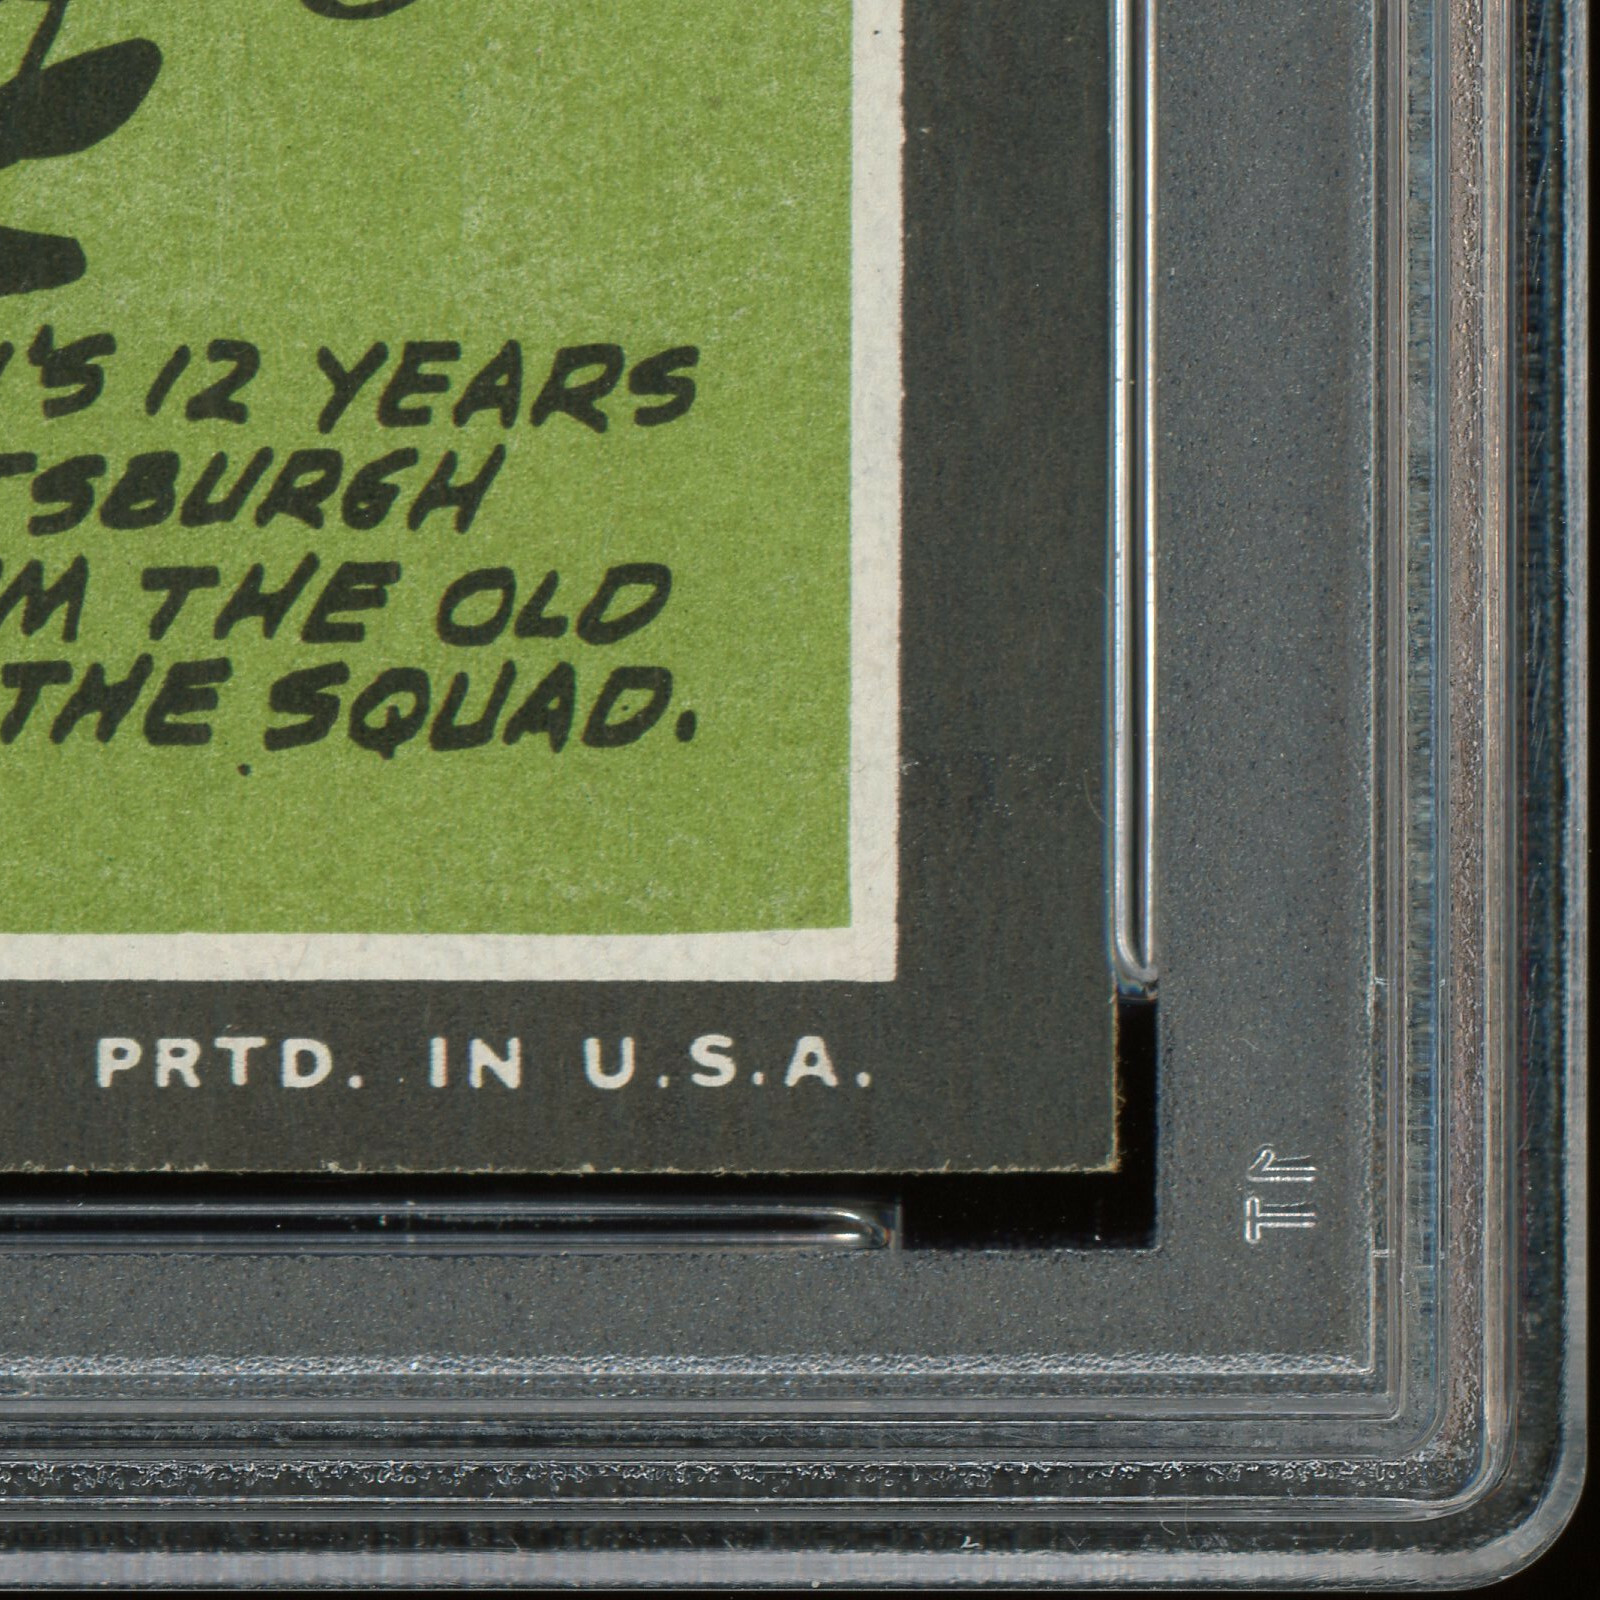 'S 12 YEARS
TSBURGH
M THE OLD
THE SQUAD.
PRTD. IN U.S.A.